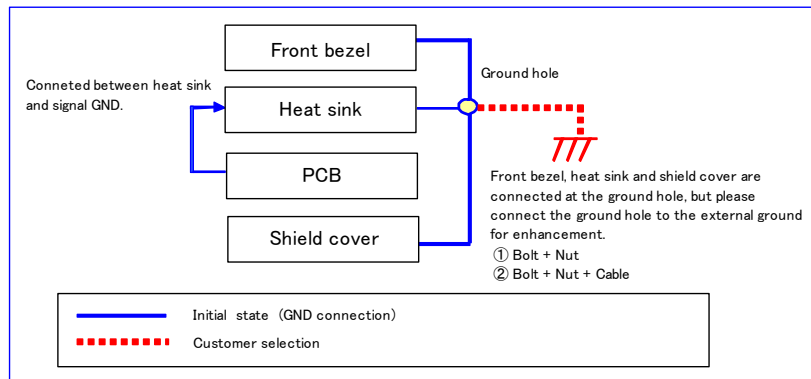 Front bezel
Ground hole
Conneted between heat sink
and signal GND.
Heat sink
PCB
Front bezel, heat sink and shield cover are
connected at the ground hole, but please
connect the ground hole to the external ground
for enhancement.
① Bolt + Nut
② Bolt + Nut + Cable
Shield cover
Initial state (GND connection)
Customer selection